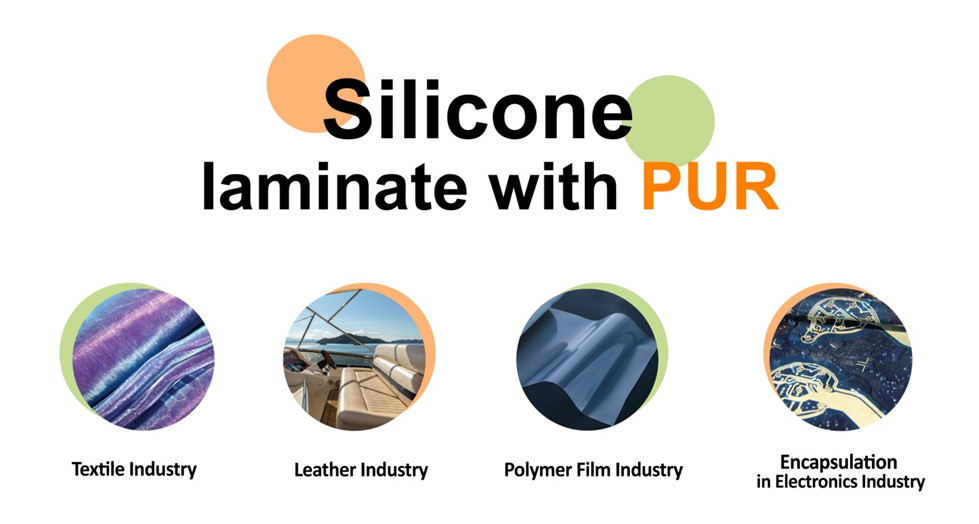 Silicone
laminate with PUR
Textile Industry
Leather Industry
Polymer Film Industry
Encapsulation
in Electronics Industry